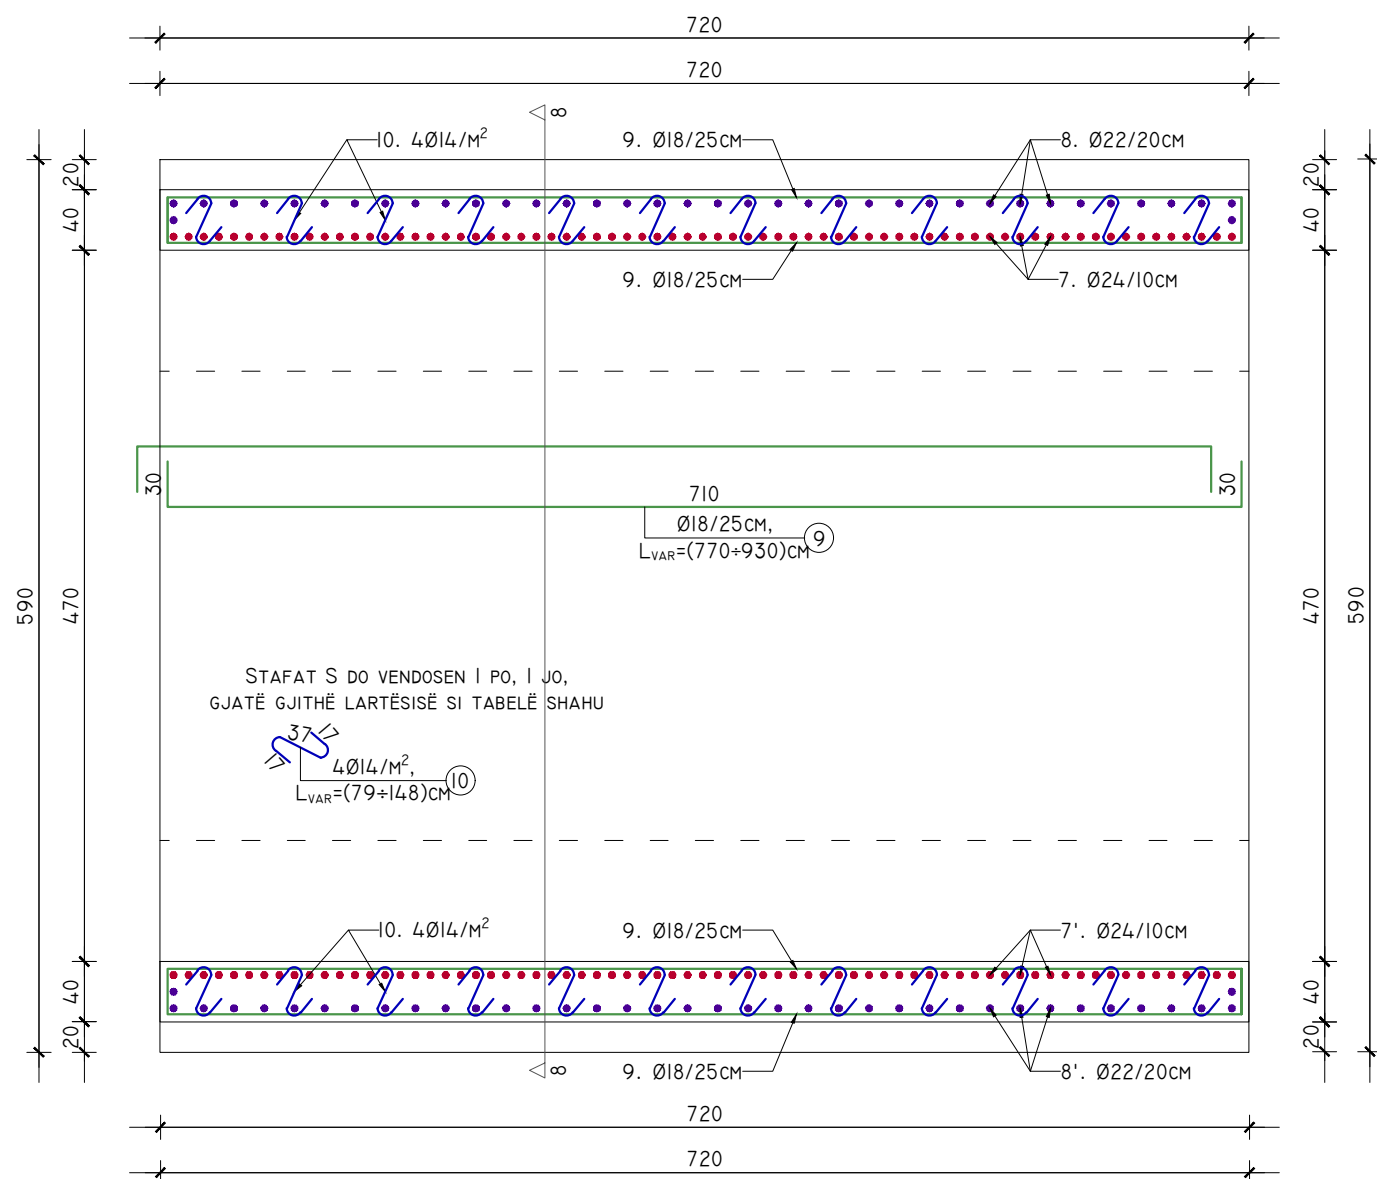 720
720
8
10. 4Ø14/M²
9. Ø18/25CM
8. Ø22/20CM
20
20
40
40
9. Ø18/25CM
7. Ø24/10CM
30
710
30
Ø18/25CM,
LVAR=(770÷930)CM
9
590
470
470
590
STAFAT S DO VENDOSEN 1 PO, 1 JO,
GJATË GJITHË LARTËSISË SI TABELË SHAHU
37
17
17
4Ø14/M²,
LVAR=(79÷148)CM
10
10. 4Ø14/M²
9. Ø18/25CM
7'. Ø24/10CM
40
40
20
20
9. Ø18/25CM
8'. Ø22/20CM
8
720
720